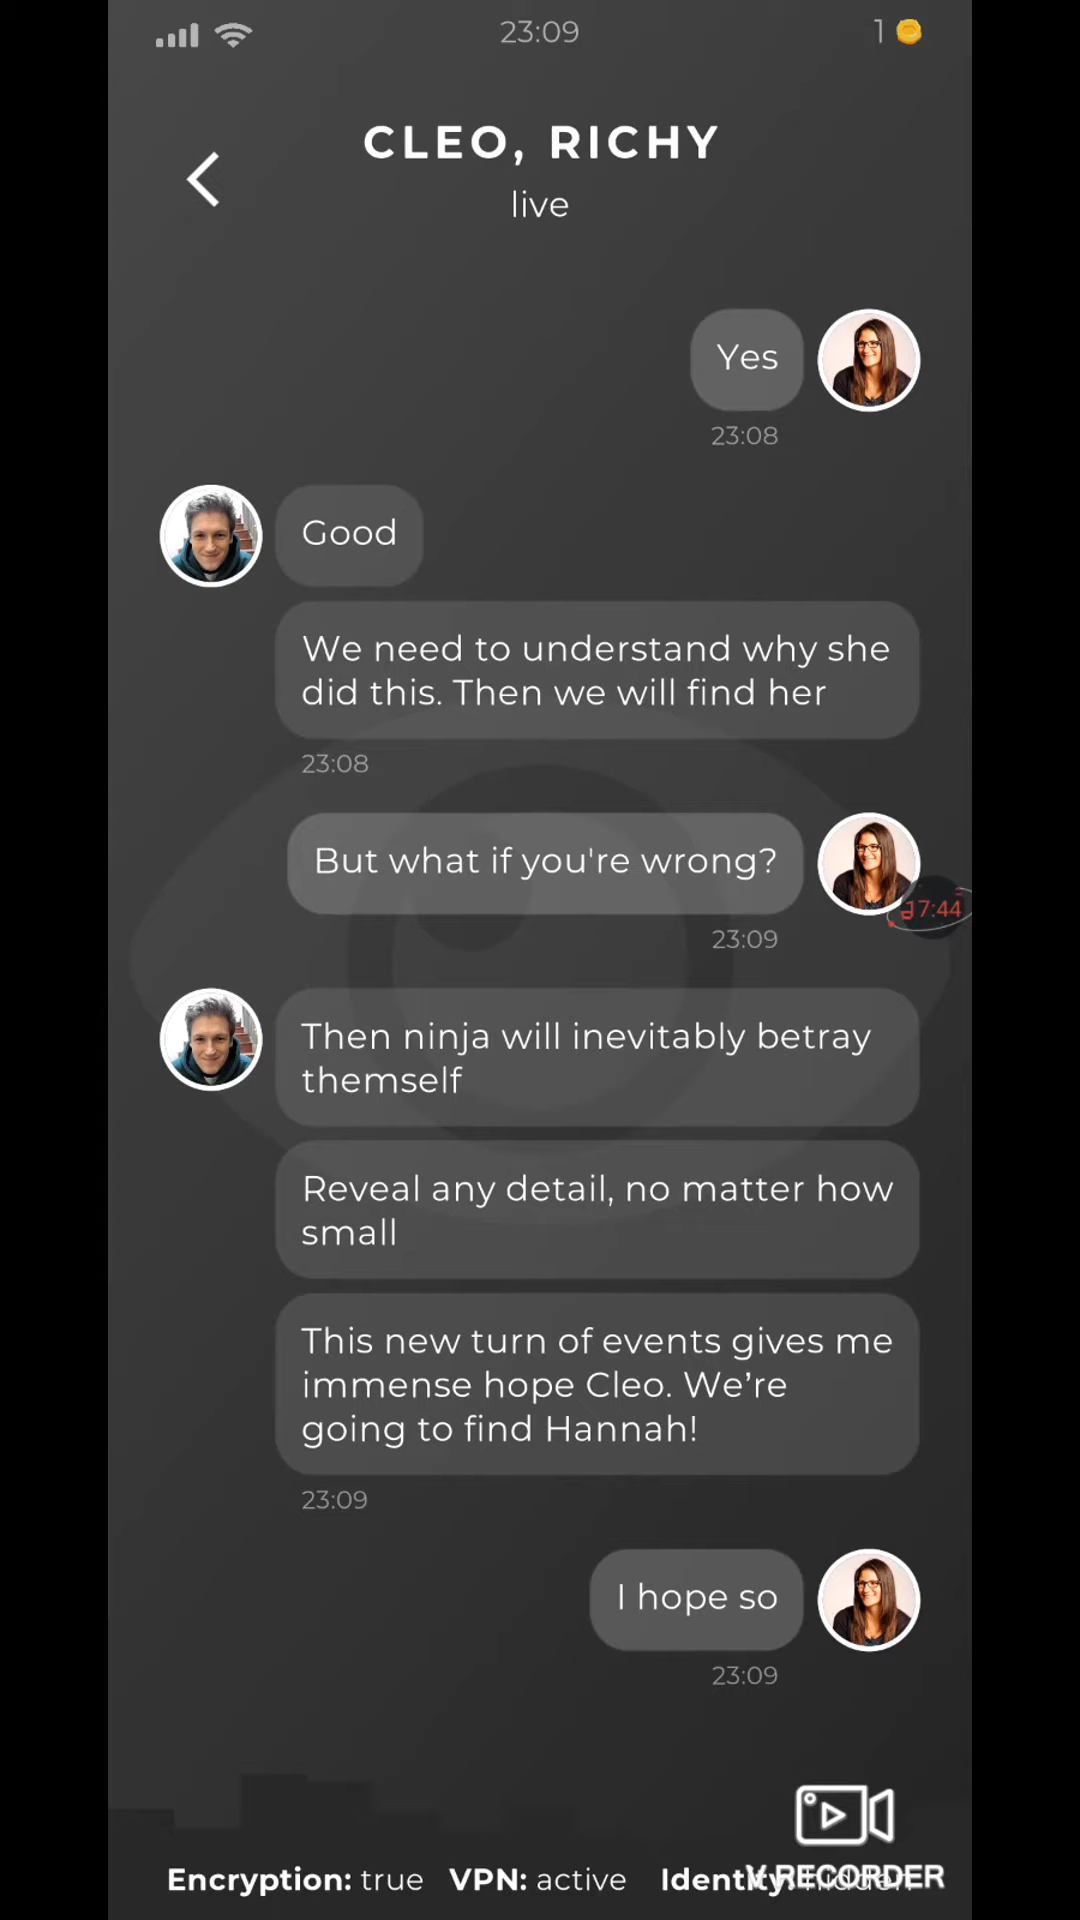 23:09
1
CLEO, RICHY
live
Yes
23:08
Good
We need to understand why she
did this. Then we will find her
23:08
But what if you're wrong?
17:44
23:09
Then ninja will inevitably betray
themself
Reveal any detail, no matter how
small
This new turn of events gives me
immense hope Cleo. We’re
going to find Hannah!
23:09
I hope so
23:09
Encryption: true VPN: active Identity: hidden
V RECORDER